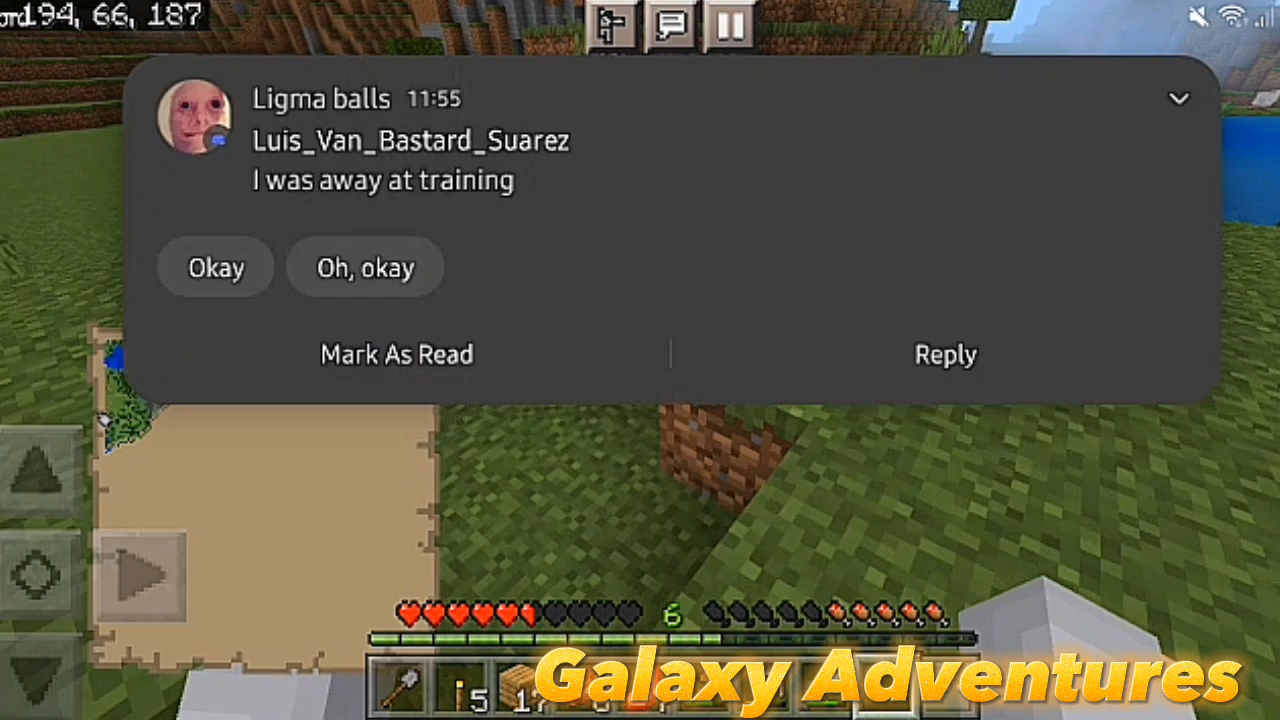 94, 66, 187
Ligma balls 11:55
Luis_Van_Bastard_Suarez
I was away at training
Okay
Oh, okay
Mark As Read
Reply
6
5
Galaxy Adventures